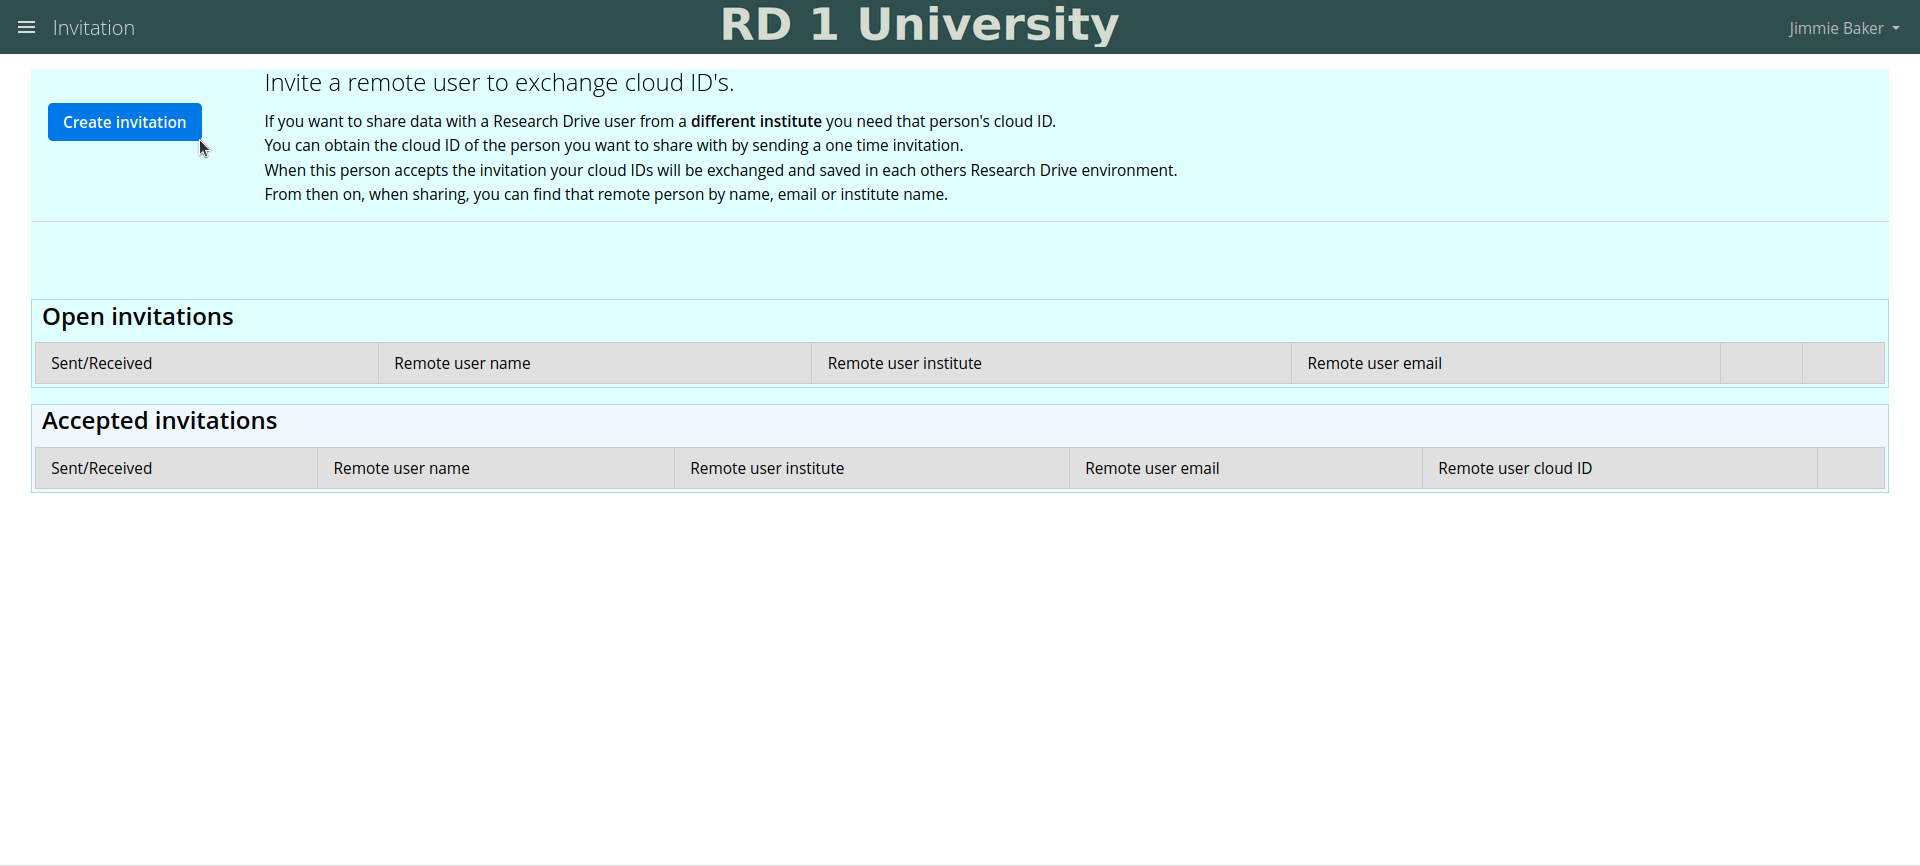 Invitation
RD 1 University
Jimmie Baker
Create invitation
Invite a remote user to exchange cloud ID's.
If you want to share data with a Research Drive user from a different institute you need that person's cloud ID.
You can obtain the cloud ID of the person you want to share with by sending a one time invitation.
When this person accepts the invitation your cloud IDs will be exchanged and saved in each others Research Drive environment.
From then on, when sharing, you can find that remote person by name, email or institute name.
Open invitations
Sent/Received Remote user name Remote user institute Remote user email
Accepted invitations
Sent/Received Remote user name Remote user institute Remote user email Remote user cloud ID